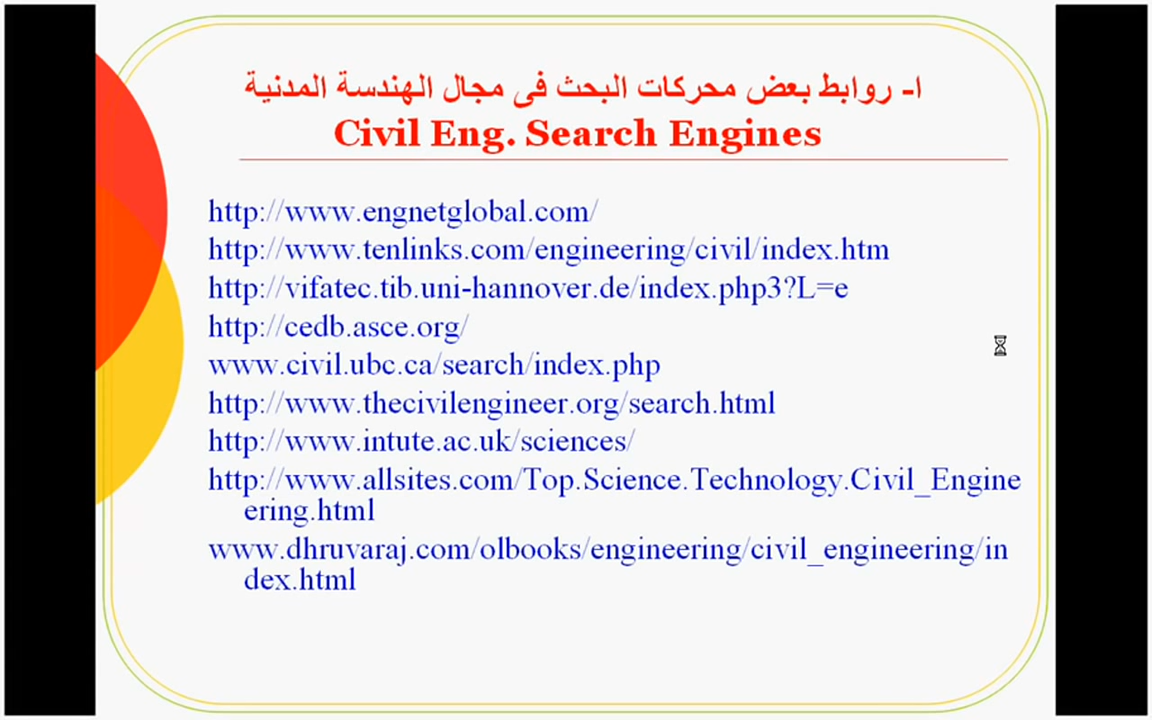 ا- روابط بعض محركات البحث فى مجال الهندسة المدنية
Civil Eng. Search Engines
http://www.engnetglobal.com/
http://www.tenlinks.com/engineering/civil/index.htm
http://vifatec.tib.uni-hannover.de/index.php3?L=e
http://cedb.asce.org/
www.civil.ubc.ca/search/index.php
http://www.thecivilengineer.org/search.html
http://www.intute.ac.uk/sciences/
http://www.allsites.com/Top.Science.Technology.Civil_Engine
ering.html
www.dhruvaraj.com/olbooks/engineering/civil_engineering/in
dex.html